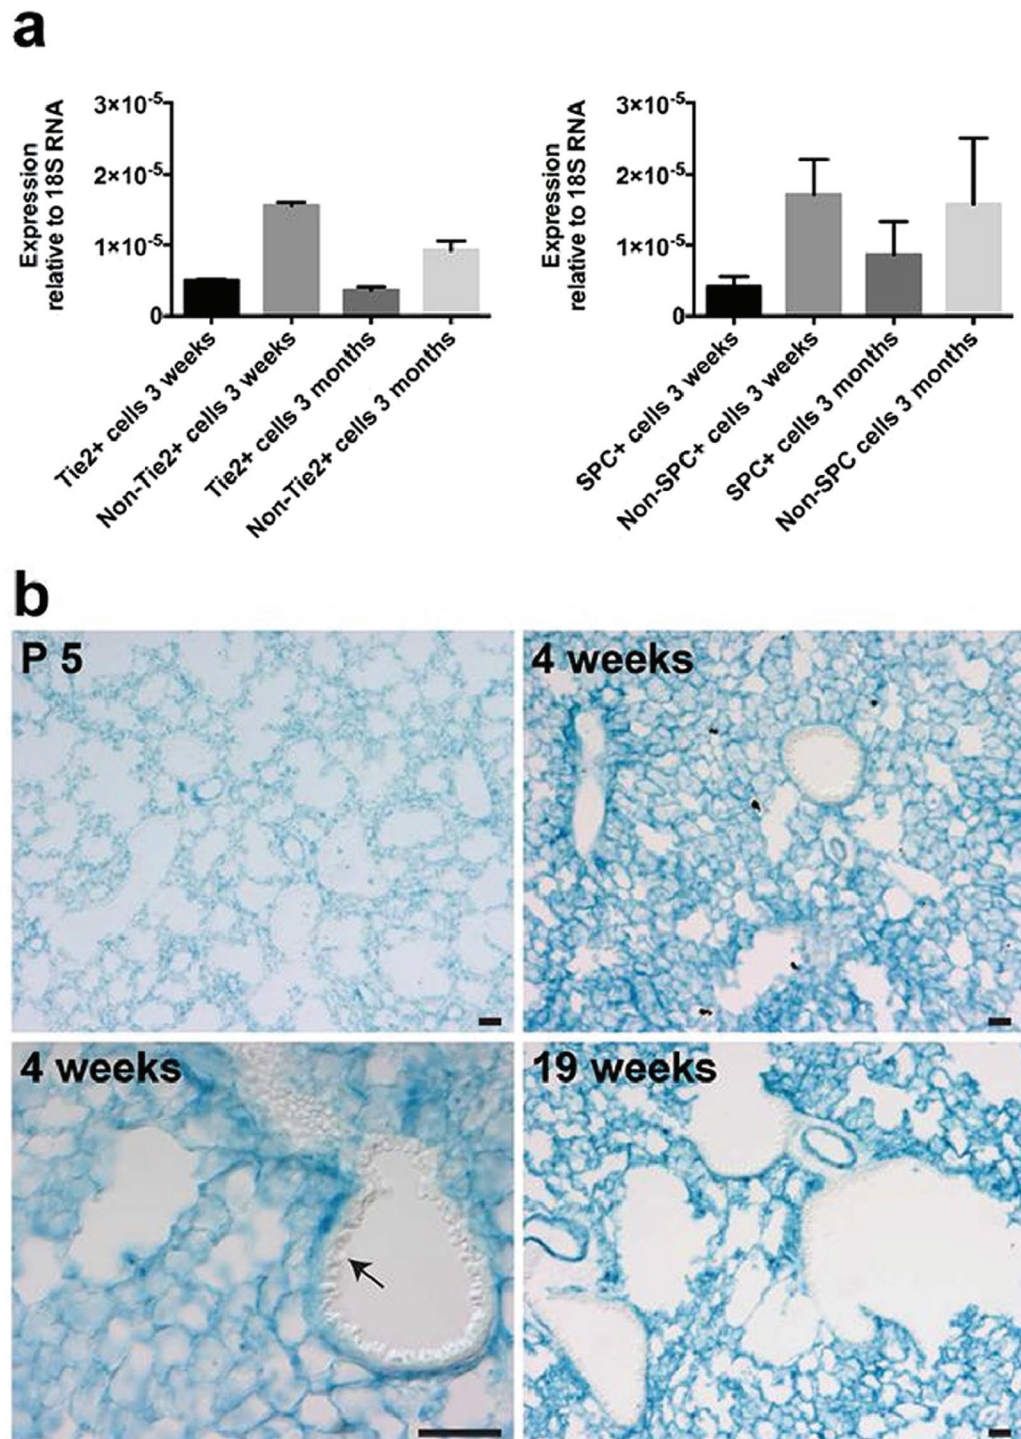 a
Expression
relative to 18S RNA
3×10⁻⁵
2×10⁻⁵
1×10⁻⁵
0
Tie2+ cells 3 weeks
Non-Tie2+ cells 3 weeks
Tie2+ cells 3 months
Non-Tie2+ cells 3 months
Expression
relative to 18S RNA
3×10⁻⁵
2×10⁻⁵
1×10⁻⁵
0
SPC+ cells 3 weeks
Non-SPC+ cells 3 weeks
SPC+ cells 3 months
Non-SPC cells 3 months
b
P 5
4 weeks
4 weeks
19 weeks